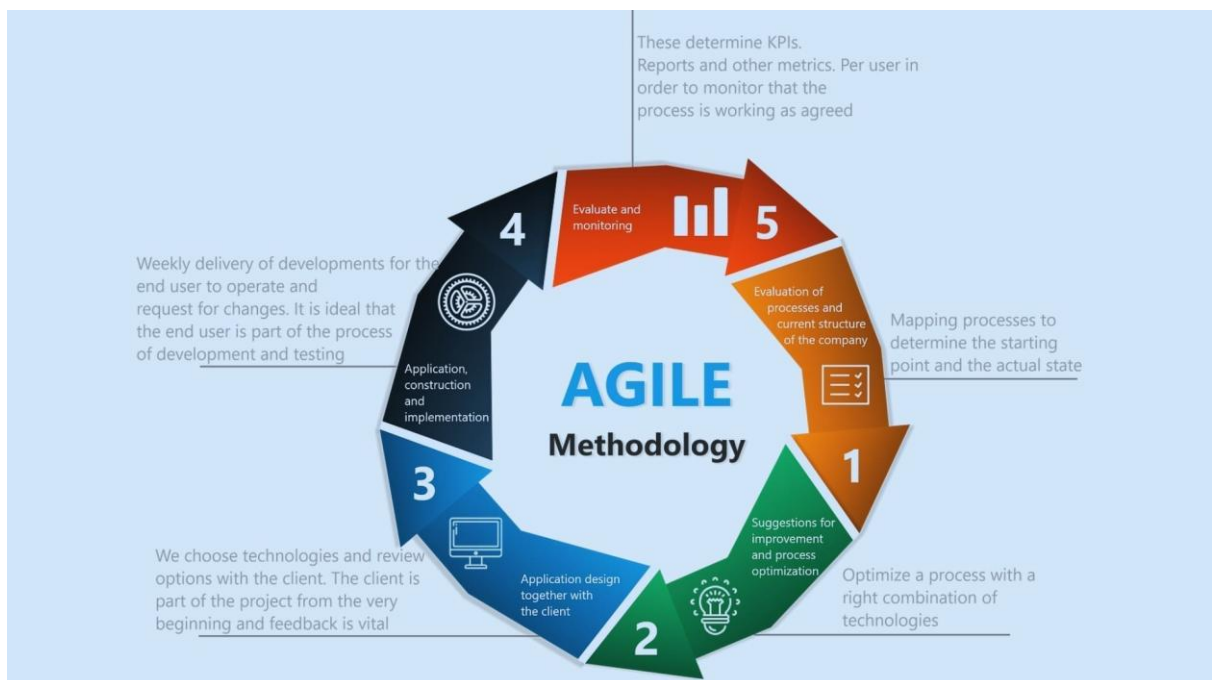 These determine KPIs.
Reports and other metrics. Per user in
order to monitor that the
process is working as agreed
5
Evaluate and
monitoring
4
Weekly delivery of developments for the
end user to operate and
request for changes. It is ideal that
the end user is part of the process
of development and testing
Application,
construction
and
implementation
Evaluation of
processes and
current structure
of the company
Mapping processes to
determine the starting
point and the actual state
AGILE
Methodology
1
3
Suggestions for
improvement
and process
optimization
Optimize a process with a
right combination of
technologies
2
Application design
together with
the client
We choose technologies and review
options with the client. The client is
part of the project from the very
beginning and feedback is vital